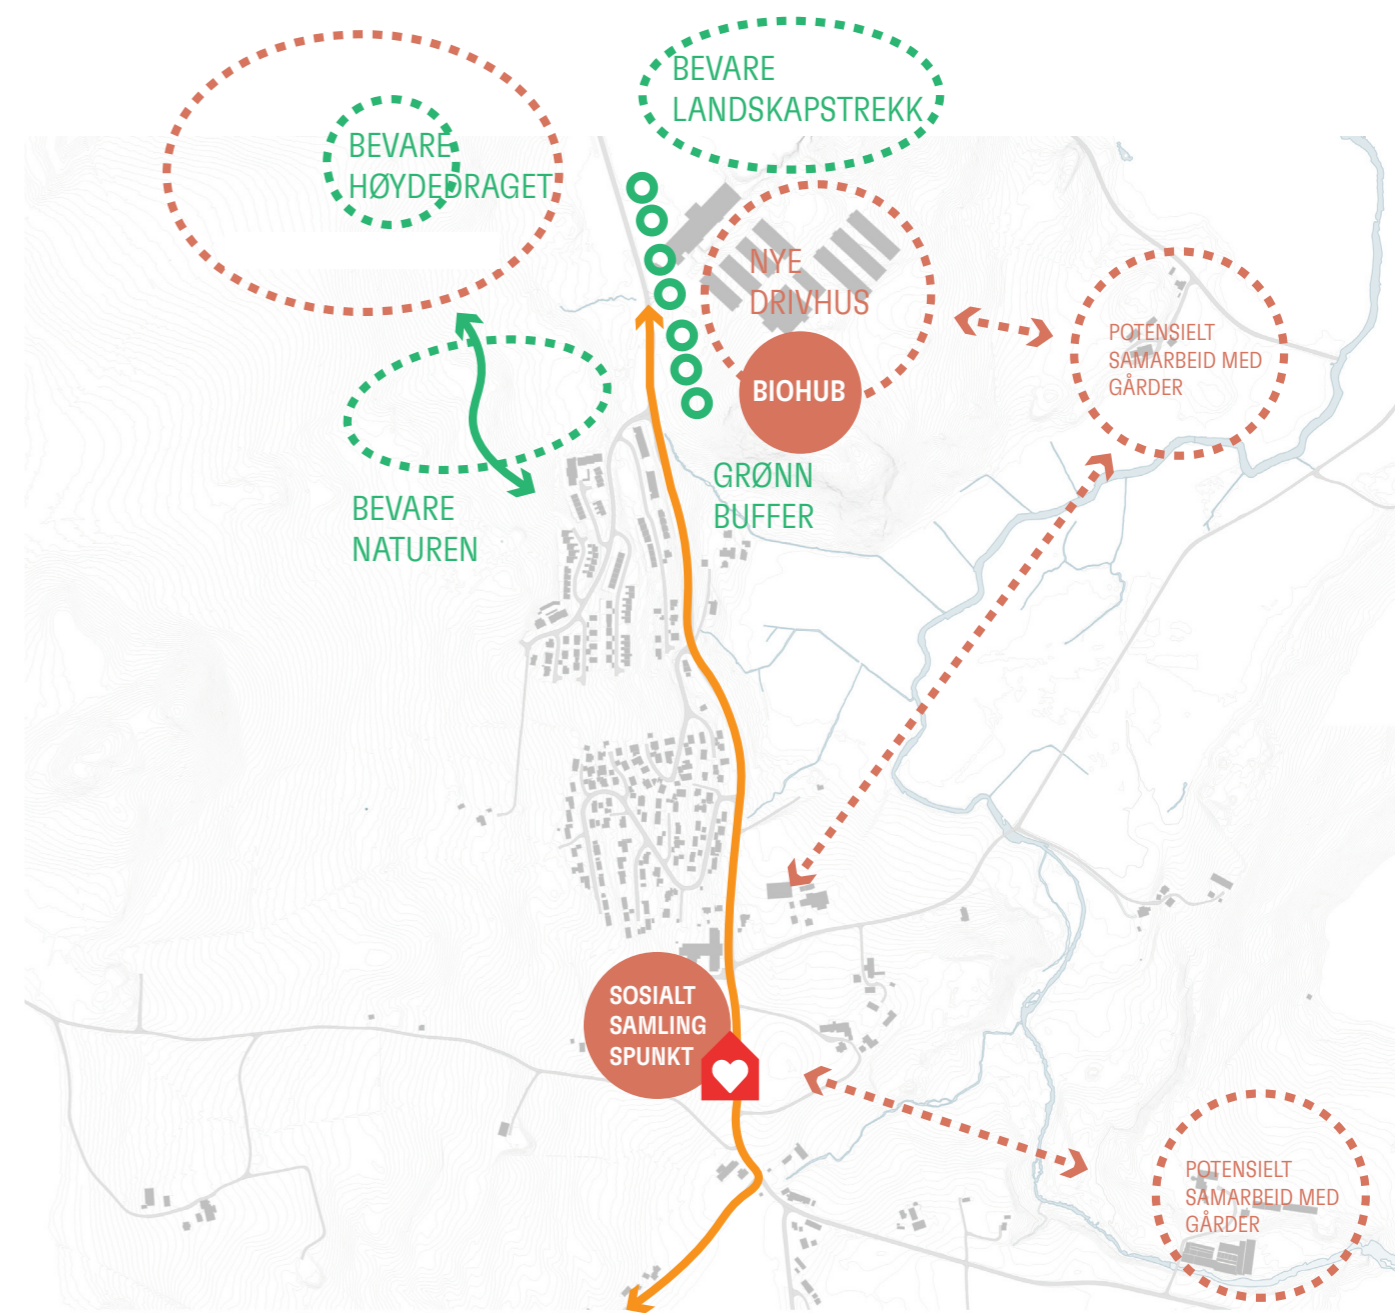 BEVARE
LANDSKAPSTREKK
BEVARE
HØYDEDRAGET
NYE
DRIVHUS
POTENSIELT
SAMARBEID MED
GÅRDER
BIOHUB
GRØNN
BUFFER
BEVARE
NATUREN
SOSIALT
SAMLING
SPUNKT
POTENSIELT
SAMARBEID MED
GÅRDER